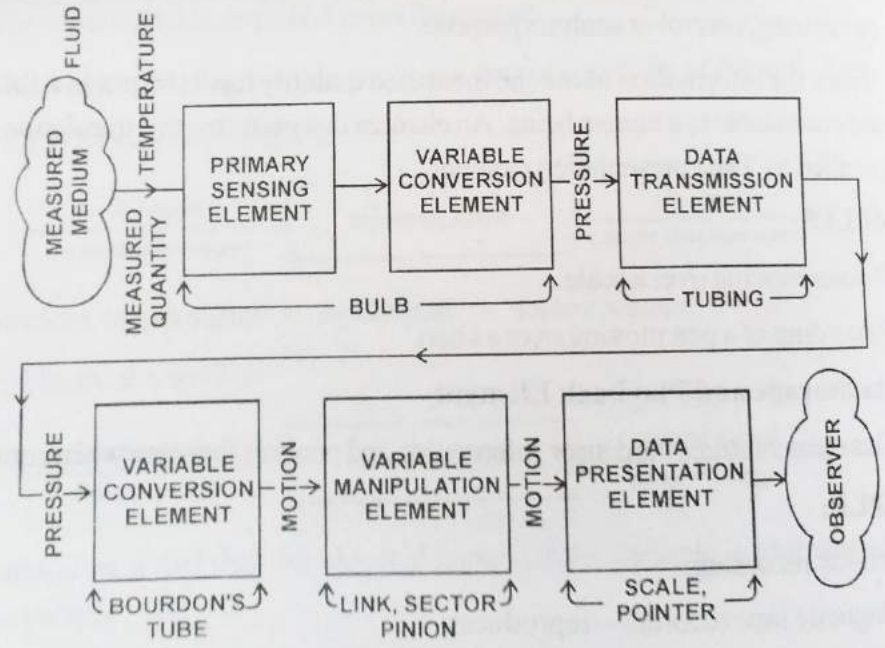 FLUID
MEASURED
MEDIUM
TEMPERATURE
MEASURED
QUANTITY
PRIMARY
SENSING
ELEMENT
VARIABLE
CONVERSION
ELEMENT
BULB
PRESSURE
DATA
TRANSMISSION
ELEMENT
TUBING
PRESSURE
VARIABLE
CONVERSION
ELEMENT
BOURDON'S
TUBE
MOTION
VARIABLE
MANIPULATION
ELEMENT
LINK, SECTOR
PINION
MOTION
DATA
PRESENTATION
ELEMENT
SCALE,
POINTER
OBSERVER